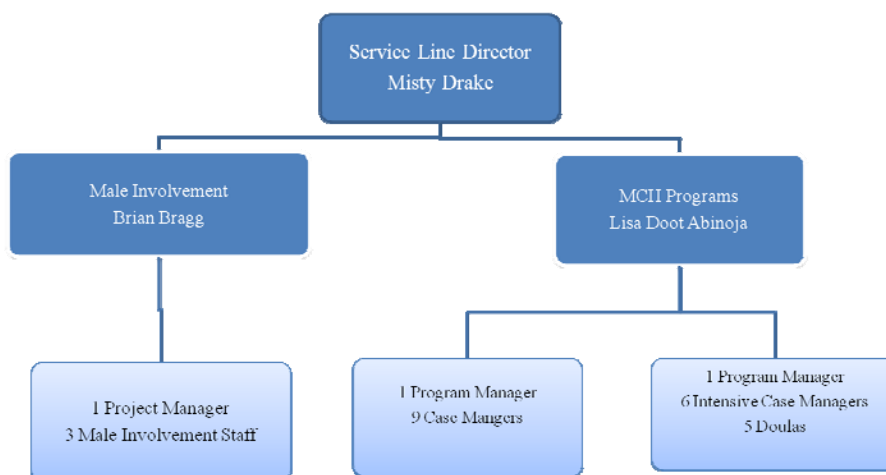 Service Line Director
Misty Drake
Male Involvement
Brian Bragg
MCH Programs
Lisa Doot Abinoja
1 Project Manager
3 Male Involvement Staff
1 Program Manager
9 Case Mangers
1 Program Manager
6 Intensive Case Managers
5 Doulas